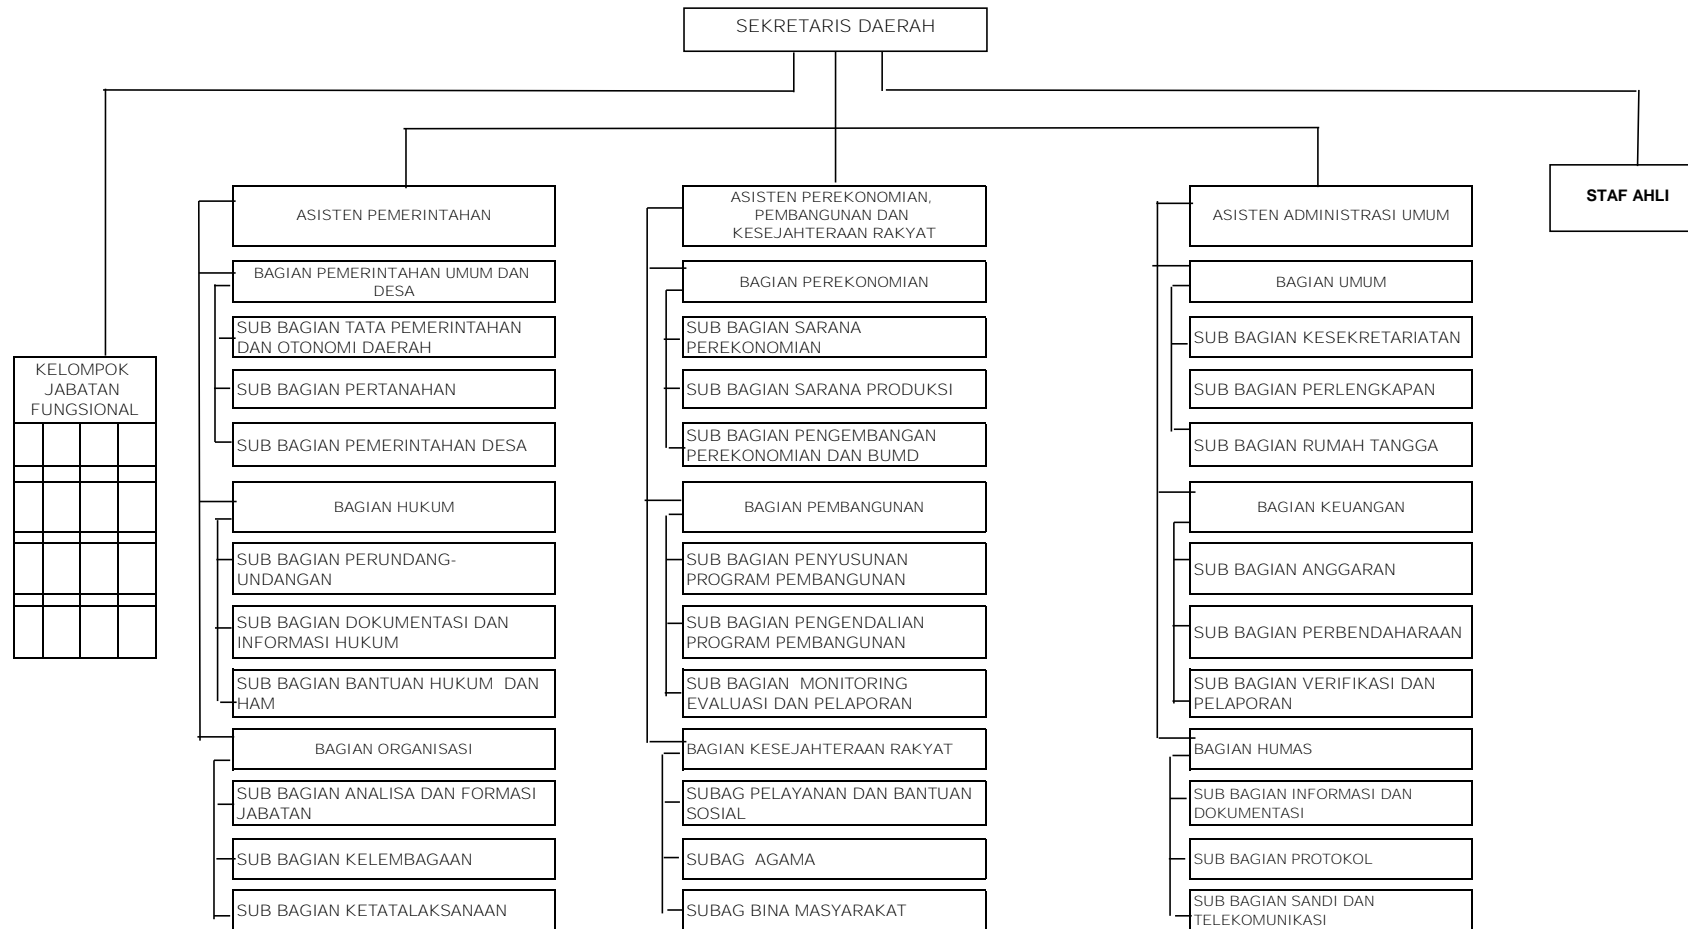 SEKRETARIS DAERAH
STAF AHLI
KELOMPOK
JABATAN
FUNGSIONAL
ASISTEN PEMERINTAHAN
BAGIAN PEMERINTAHAN UMUM DAN
DESA
SUB BAGIAN TATA PEMERINTAHAN
DAN OTONOMI DAERAH
SUB BAGIAN PERTANAHAN
SUB BAGIAN PEMERINTAHAN DESA
BAGIAN HUKUM
SUB BAGIAN PERUNDANG-
UNDANGAN
SUB BAGIAN DOKUMENTASI DAN
INFORMASI HUKUM
SUB BAGIAN BANTUAN HUKUM  DAN
HAM
BAGIAN ORGANISASI
SUB BAGIAN ANALISA DAN FORMASI
JABATAN
SUB BAGIAN KELEMBAGAAN
SUB BAGIAN KETATALAKSANAAN
ASISTEN PEREKONOMIAN,
PEMBANGUNAN DAN
KESEJAHTERAAN RAKYAT
BAGIAN PEREKONOMIAN
SUB BAGIAN SARANA
PEREKONOMIAN
SUB BAGIAN SARANA PRODUKSI
SUB BAGIAN PENGEMBANGAN
PEREKONOMIAN DAN BUMD
BAGIAN PEMBANGUNAN
SUB BAGIAN PENYUSUNAN
PROGRAM PEMBANGUNAN
SUB BAGIAN PENGENDALIAN
PROGRAM PEMBANGUNAN
SUB BAGIAN  MONITORING
EVALUASI DAN PELAPORAN
BAGIAN KESEJAHTERAAN RAKYAT
SUBAG PELAYANAN DAN BANTUAN
SOSIAL
SUBAG  AGAMA
SUBAG BINA MASYARAKAT
ASISTEN ADMINISTRASI UMUM
BAGIAN UMUM
SUB BAGIAN KESEKRETARIATAN
SUB BAGIAN PERLENGKAPAN
SUB BAGIAN RUMAH TANGGA
BAGIAN KEUANGAN
SUB BAGIAN ANGGARAN
SUB BAGIAN PERBENDAHARAAN
SUB BAGIAN VERIFIKASI DAN
PELAPORAN
BAGIAN HUMAS
SUB BAGIAN INFORMASI DAN
DOKUMENTASI
SUB BAGIAN PROTOKOL
SUB BAGIAN SANDI DAN
TELEKOMUNIKASI